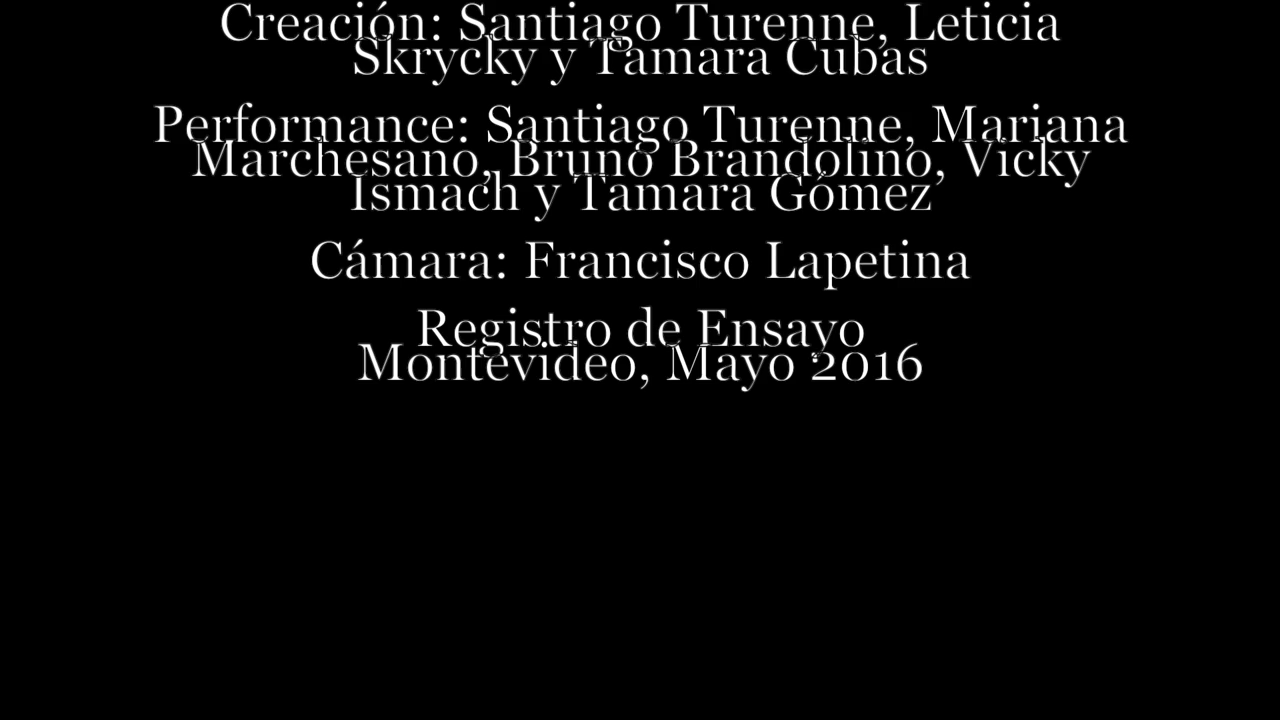 Creación: Santiago Turenne, Leticia
Skrycky y Tamara Cubas
Performance: Santiago Turenne, Mariana
Marchesano, Bruno Brandolino, Vicky
Ismach y Tamara Gómez
Cámara: Francisco Lapetina
Registro de Ensayo
Montevideo, Mayo 2016